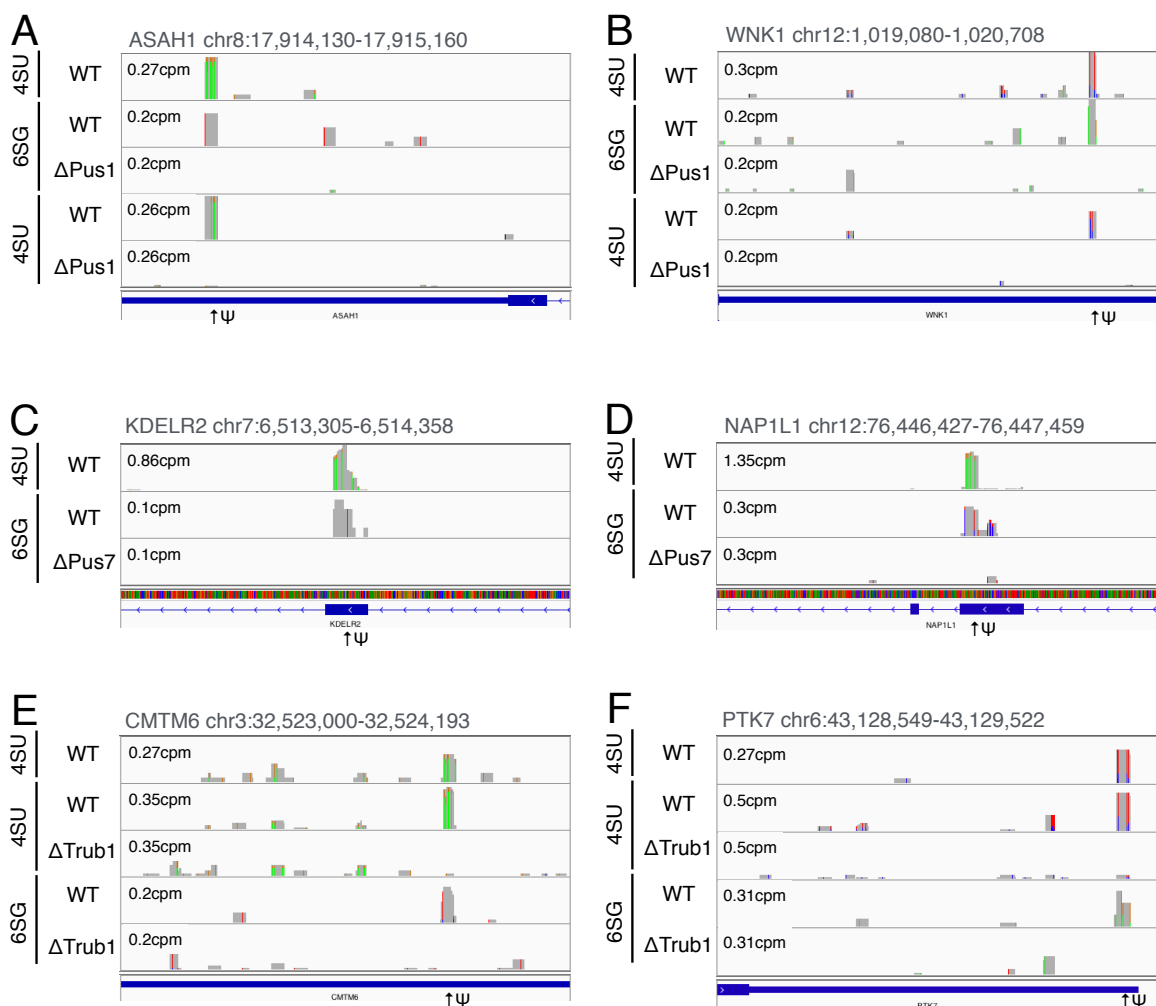 A
ASAH1 chr8:17,914,130-17,915,160
4SU WT 0.27cpm
6SG WT 0.2cpm
ΔPus1 0.2cpm
4SU WT 0.26cpm
ΔPus1 0.26cpm
ASAH1
↑Ψ
B
WNK1 chr12:1,019,080-1,020,708
4SU WT 0.3cpm
6SG WT 0.2cpm
ΔPus1 0.2cpm
4SU WT 0.2cpm
ΔPus1 0.2cpm
WNK1
↑Ψ
C
KDELR2 chr7:6,513,305-6,514,358
4SU WT 0.86cpm
6SG WT 0.1cpm
ΔPus7 0.1cpm
KDELR2
↑Ψ
D
NAP1L1 chr12:76,446,427-76,447,459
4SU WT 1.35cpm
6SG WT 0.3cpm
ΔPus7 0.3cpm
NAP1L1
↑Ψ
E
CMTM6 chr3:32,523,000-32,524,193
4SU WT 0.27cpm
4SU WT 0.35cpm
ΔTrub1 0.35cpm
6SG WT 0.2cpm
ΔTrub1 0.2cpm
CMTM6
↑Ψ
F
PTK7 chr6:43,128,549-43,129,522
4SU WT 0.27cpm
4SU WT 0.5cpm
ΔTrub1 0.5cpm
6SG WT 0.31cpm
ΔTrub1 0.31cpm
PTK7
↑Ψ